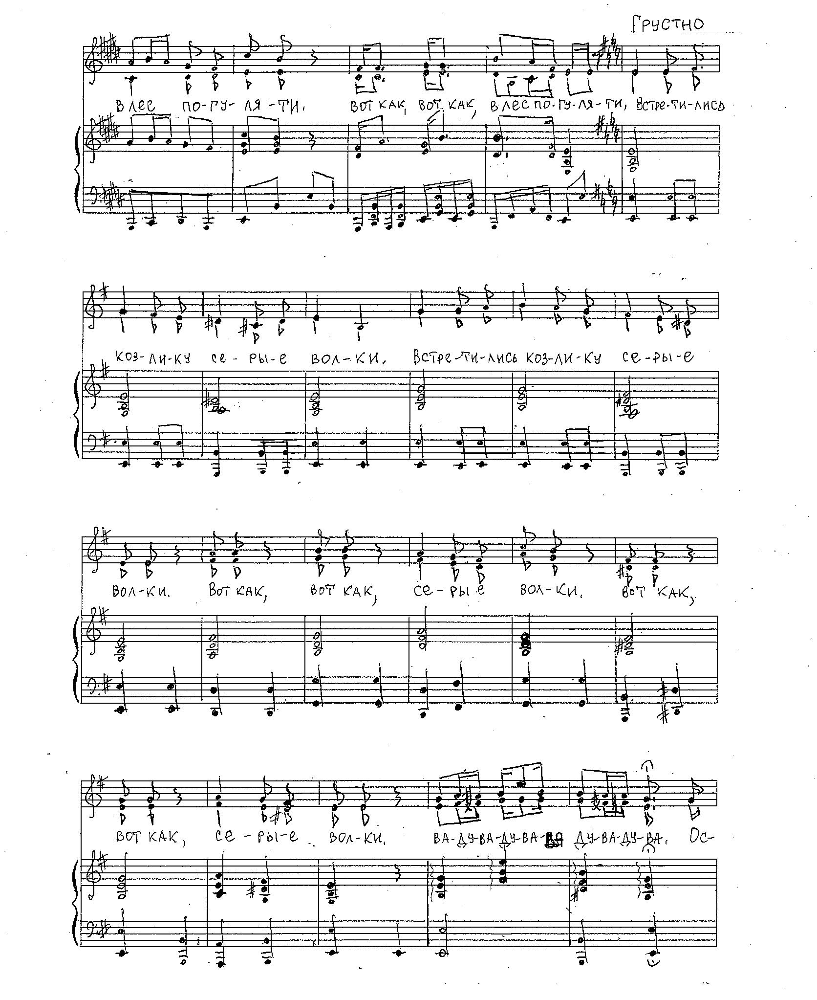 Грустно
В лес по-гу-ля-ти. Вот как, вот как, в лес по-гу-ля-ти, Встре-ти-лись
коз-ли-ку се-ры-е вол-ки. Встре-ти-лись коз-ли-ку се-ры-е
вол-ки. Вот как, вот как, се-ры-е вол-ки. Вот как,
вот как, се-ры-е вол-ки. Ва-ду-ва-ду-ва-ва ду-ва-ду-ва. Ос-